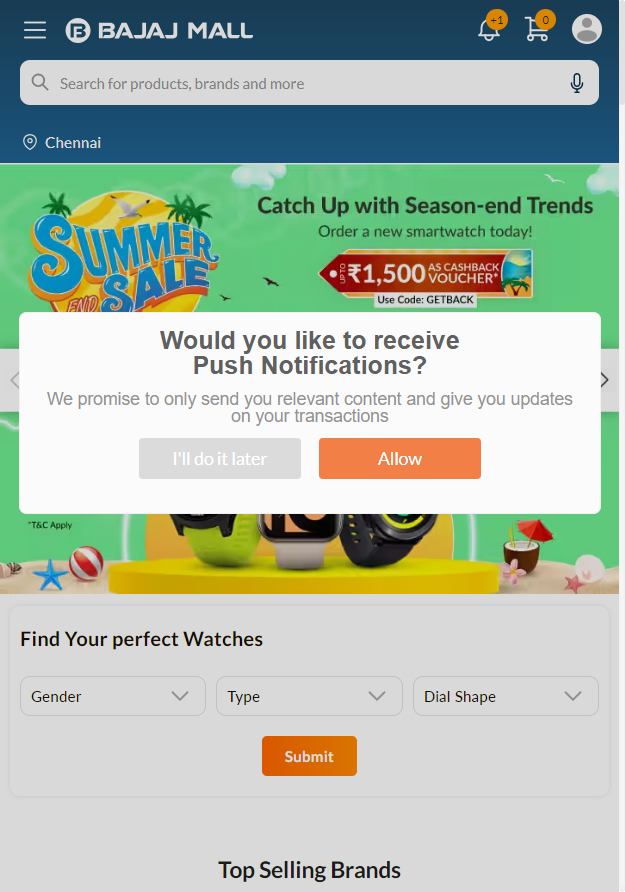 BAJAJ MALL
+1
0
Search for products, brands and more
Chennai
SUMMER
END
SALE
Catch Up with Season-end Trends
Order a new smartwatch today!
UP TO ₹1,500 AS CASHBACK VOUCHER*
Use Code: GETBACK
Would you like to receive
Push Notifications?
We promise to only send you relevant content and give you updates
on your transactions
I'll do it later
Allow
*T&C Apply
Find Your perfect Watches
Gender
Type
Dial Shape
Submit
Top Selling Brands